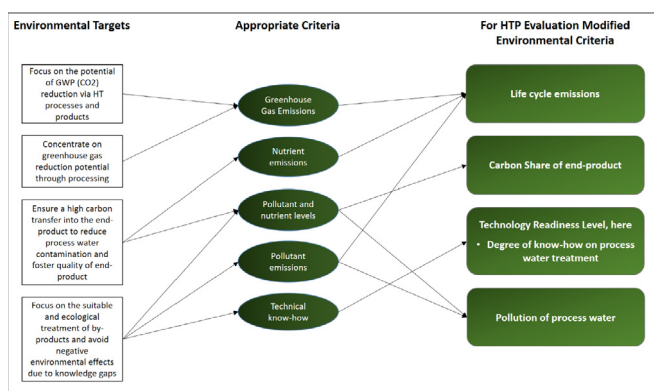 Environmental Targets
Appropriate Criteria
For HTP Evaluation Modified
Environmental Criteria
Focus on the potential
of GWP (CO2)
reduction via HT
processes and
products
Concentrate on
greenhouse gas
reduction potential
through processing
Ensure a high carbon
transfer into the end-
product to reduce
process water
contamination and
foster quality of end-
product
Focus on the suitable
and ecological
treatment of by-
products and avoid
negative
environmental effects
due to knowledge gaps
Greenhouse
Gas Emissions
Nutrient
emissions
Pollutant and
nutrient levels
Pollutant
emissions
Technical
know-how
Life cycle emissions
Carbon Share of end-product
Technology Readiness Level, here
• Degree of know-how on process
water treatment
Pollution of process water